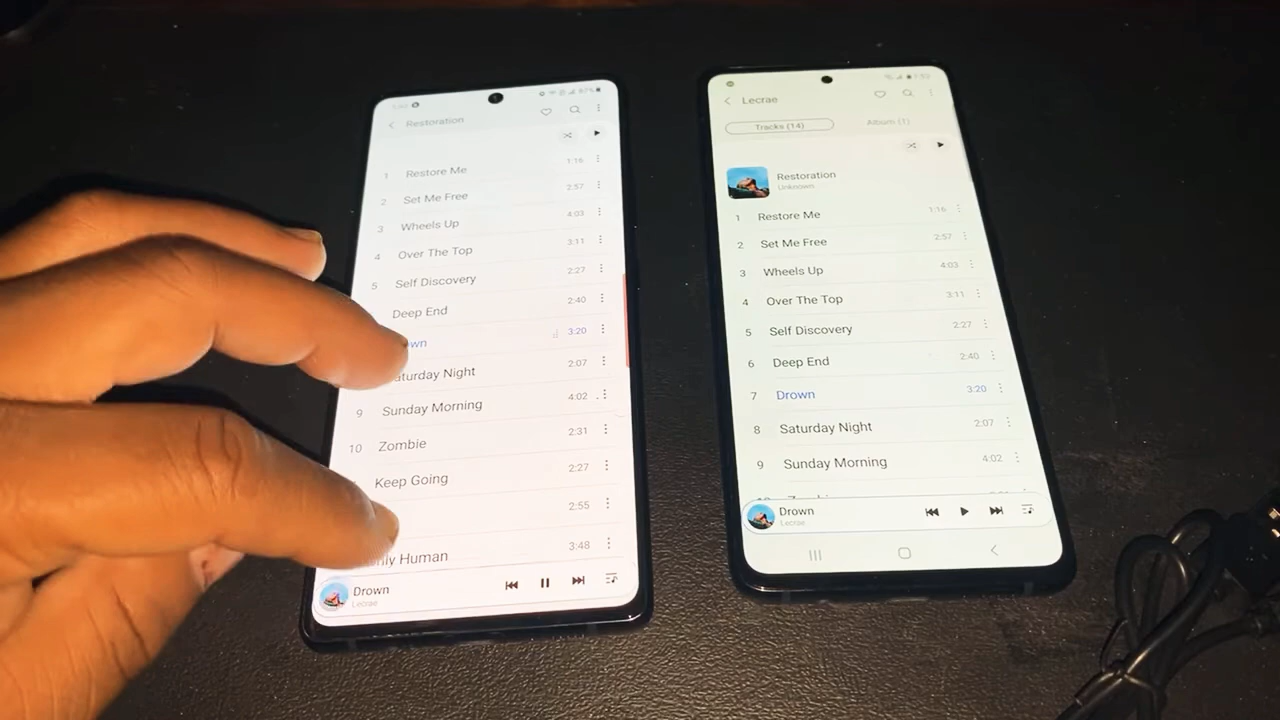 Restoration
1 Restore Me 1:16
2 Set Me Free 2:57
3 Wheels Up 4:03
4 Over The Top 3:11
5 Self Discovery 2:27
Deep End 2:40
wn 3:20
aturday Night 2:07
9 Sunday Morning 4:02
10 Zombie 2:31
Keep Going 2:27
2:55
nly Human 3:48
Drown
Lecrae
Lecrae
Tracks (14) Album (1)
Restoration
Unknown
1 Restore Me 1:16
2 Set Me Free 2:57
3 Wheels Up 4:03
4 Over The Top 3:11
5 Self Discovery 2:27
6 Deep End 2:40
7 Drown 3:20
8 Saturday Night 2:07
9 Sunday Morning 4:02
Drown
Lecrae